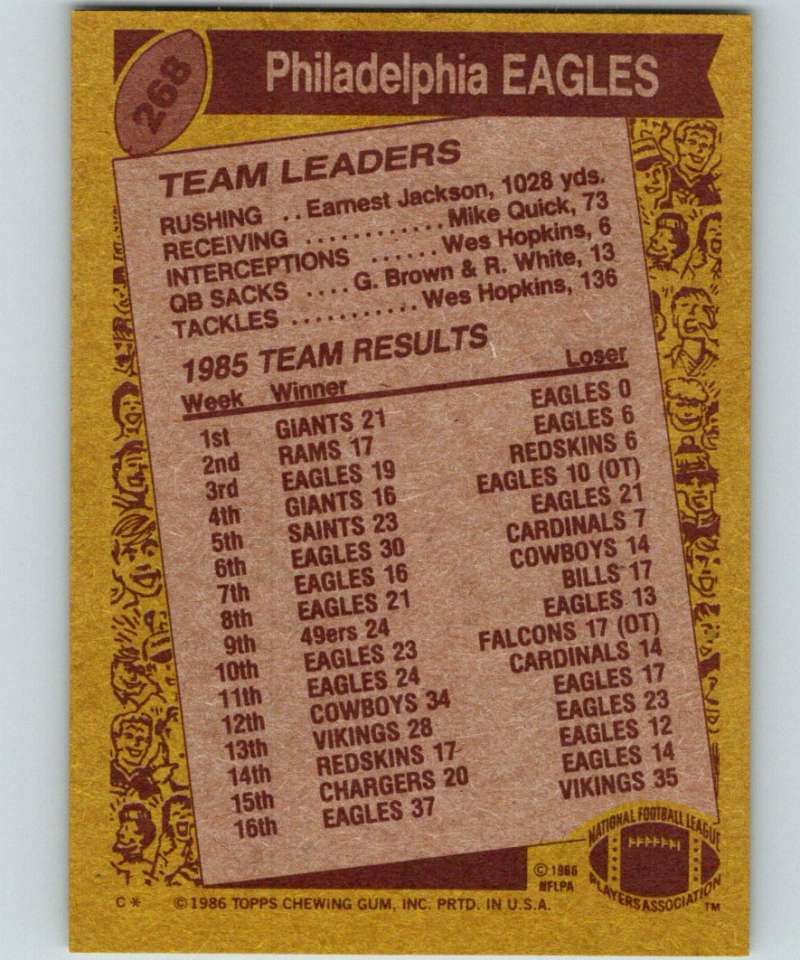 268
Philadelphia EAGLES
TEAM LEADERS
RUSHING .. Earnest Jackson, 1028 yds.
RECEIVING ............ Mike Quick, 73
INTERCEPTIONS ...... Wes Hopkins, 6
QB SACKS .... G. Brown & R. White, 13
TACKLES ........... Wes Hopkins, 136
1985 TEAM RESULTS
Week Winner Loser
1st GIANTS 21 EAGLES 0
2nd RAMS 17 EAGLES 6
3rd EAGLES 19 REDSKINS 6
4th GIANTS 16 EAGLES 10 (OT)
5th SAINTS 23 EAGLES 21
6th EAGLES 30 CARDINALS 7
7th EAGLES 16 COWBOYS 14
8th EAGLES 21 BILLS 17
9th 49ers 24 EAGLES 13
10th EAGLES 23 FALCONS 17 (OT)
11th EAGLES 24 CARDINALS 14
12th COWBOYS 34 EAGLES 17
13th VIKINGS 28 EAGLES 23
14th REDSKINS 17 EAGLES 12
15th CHARGERS 20 EAGLES 14
16th EAGLES 37 VIKINGS 35
NATIONAL FOOTBALL LEAGUE
PLAYERS ASSOCIATION TM
© 1986
NFLPA
C * © 1986 TOPPS CHEWING GUM, INC. PRTD. IN U.S.A.